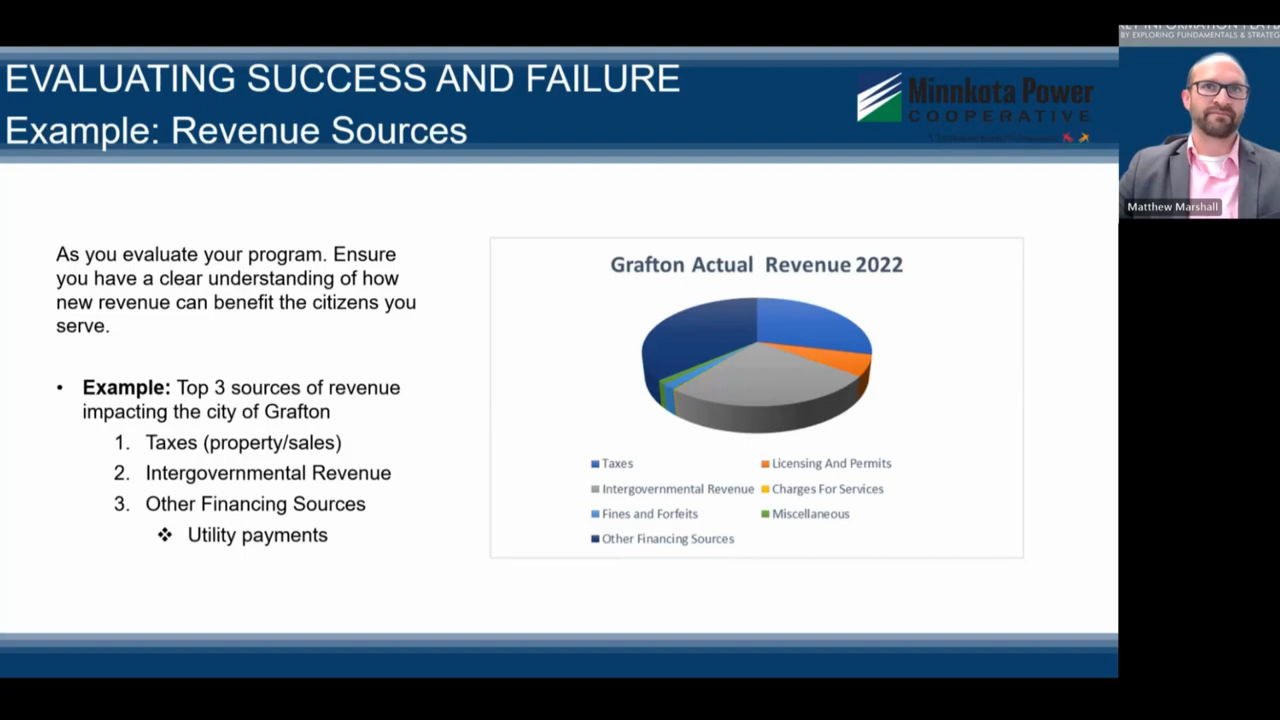 EVALUATING SUCCESS AND FAILURE
Example: Revenue Sources
Minnkota Power
COOPERATIVE
BY EXPLORING FUNDAMENTALS &
Matthew Marshall
As you evaluate your program. Ensure
you have a clear understanding of how
new revenue can benefit the citizens you
serve.
• Example: Top 3 sources of revenue
impacting the city of Grafton
1. Taxes (property/sales)
2. Intergovernmental Revenue
3. Other Financing Sources
❖ Utility payments
Grafton Actual Revenue 2022
Taxes
Licensing And Permits
Intergovernmental Revenue
Charges For Services
Fines and Forfeits
Miscellaneous
Other Financing Sources